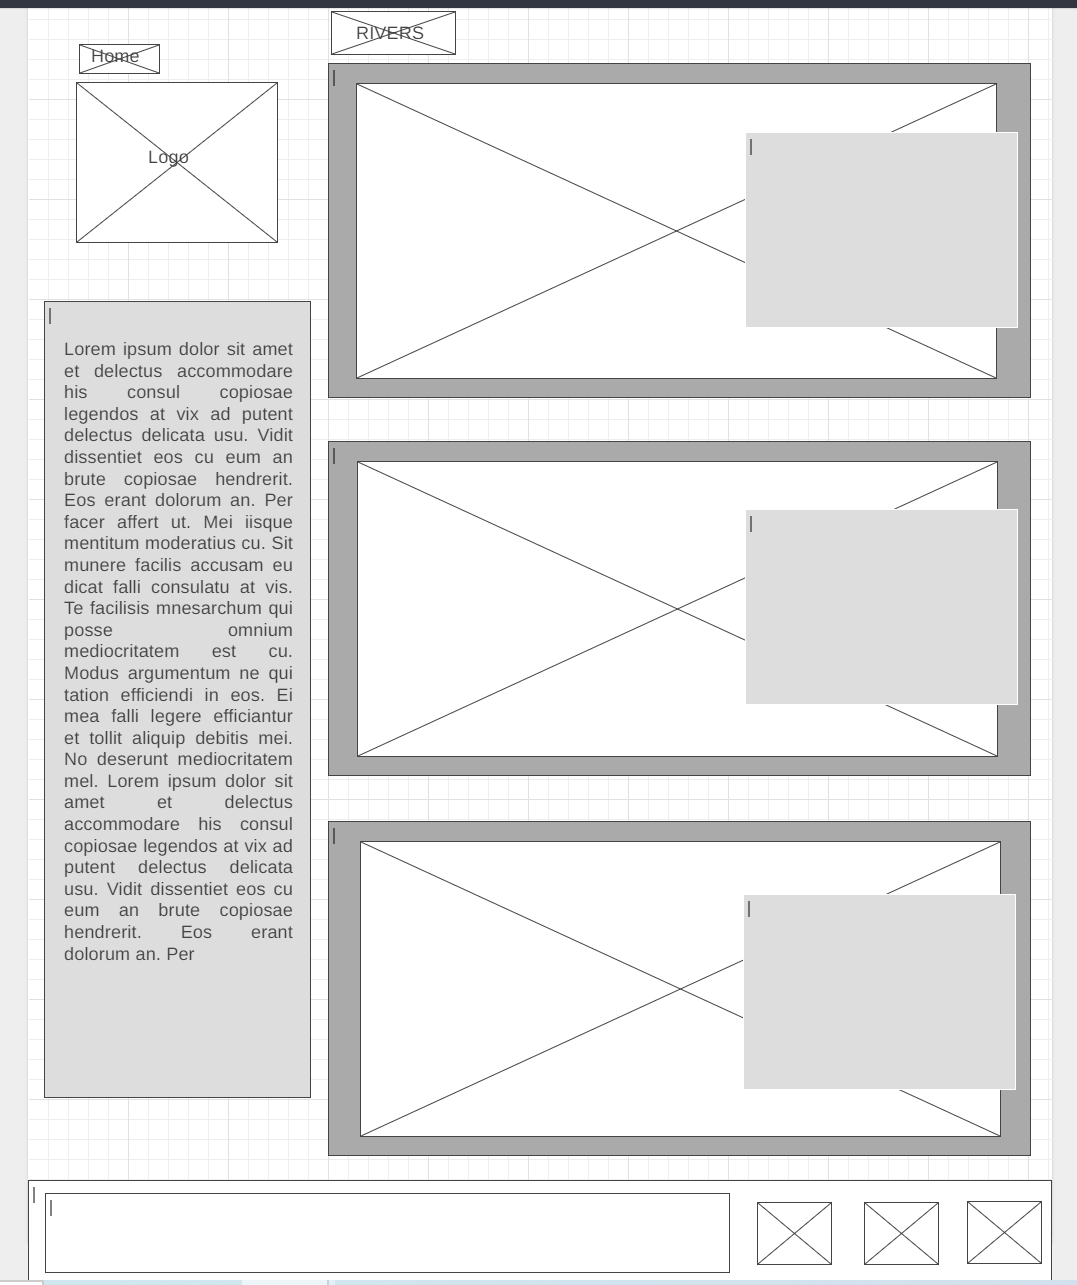 RIVERS
Home
Logo
Lorem ipsum dolor sit amet
et delectus accommodare
his consul copiosae
legendos at vix ad putent
delectus delicata usu. Vidit
dissentiet eos cu eum an
brute copiosae hendrerit.
Eos erant dolorum an. Per
facer affert ut. Mei iisque
mentitum moderatius cu. Sit
munere facilis accusam eu
dicat falli consulatu at vis.
Te facilisis mnesarchum qui
posse omnium
mediocritatem est cu.
Modus argumentum ne qui
tation efficiendi in eos. Ei
mea falli legere efficiantur
et tollit aliquip debitis mei.
No deserunt mediocritatem
mel. Lorem ipsum dolor sit
amet et delectus
accommodare his consul
copiosae legendos at vix ad
putent delectus delicata
usu. Vidit dissentiet eos cu
eum an brute copiosae
hendrerit. Eos erant
dolorum an. Per